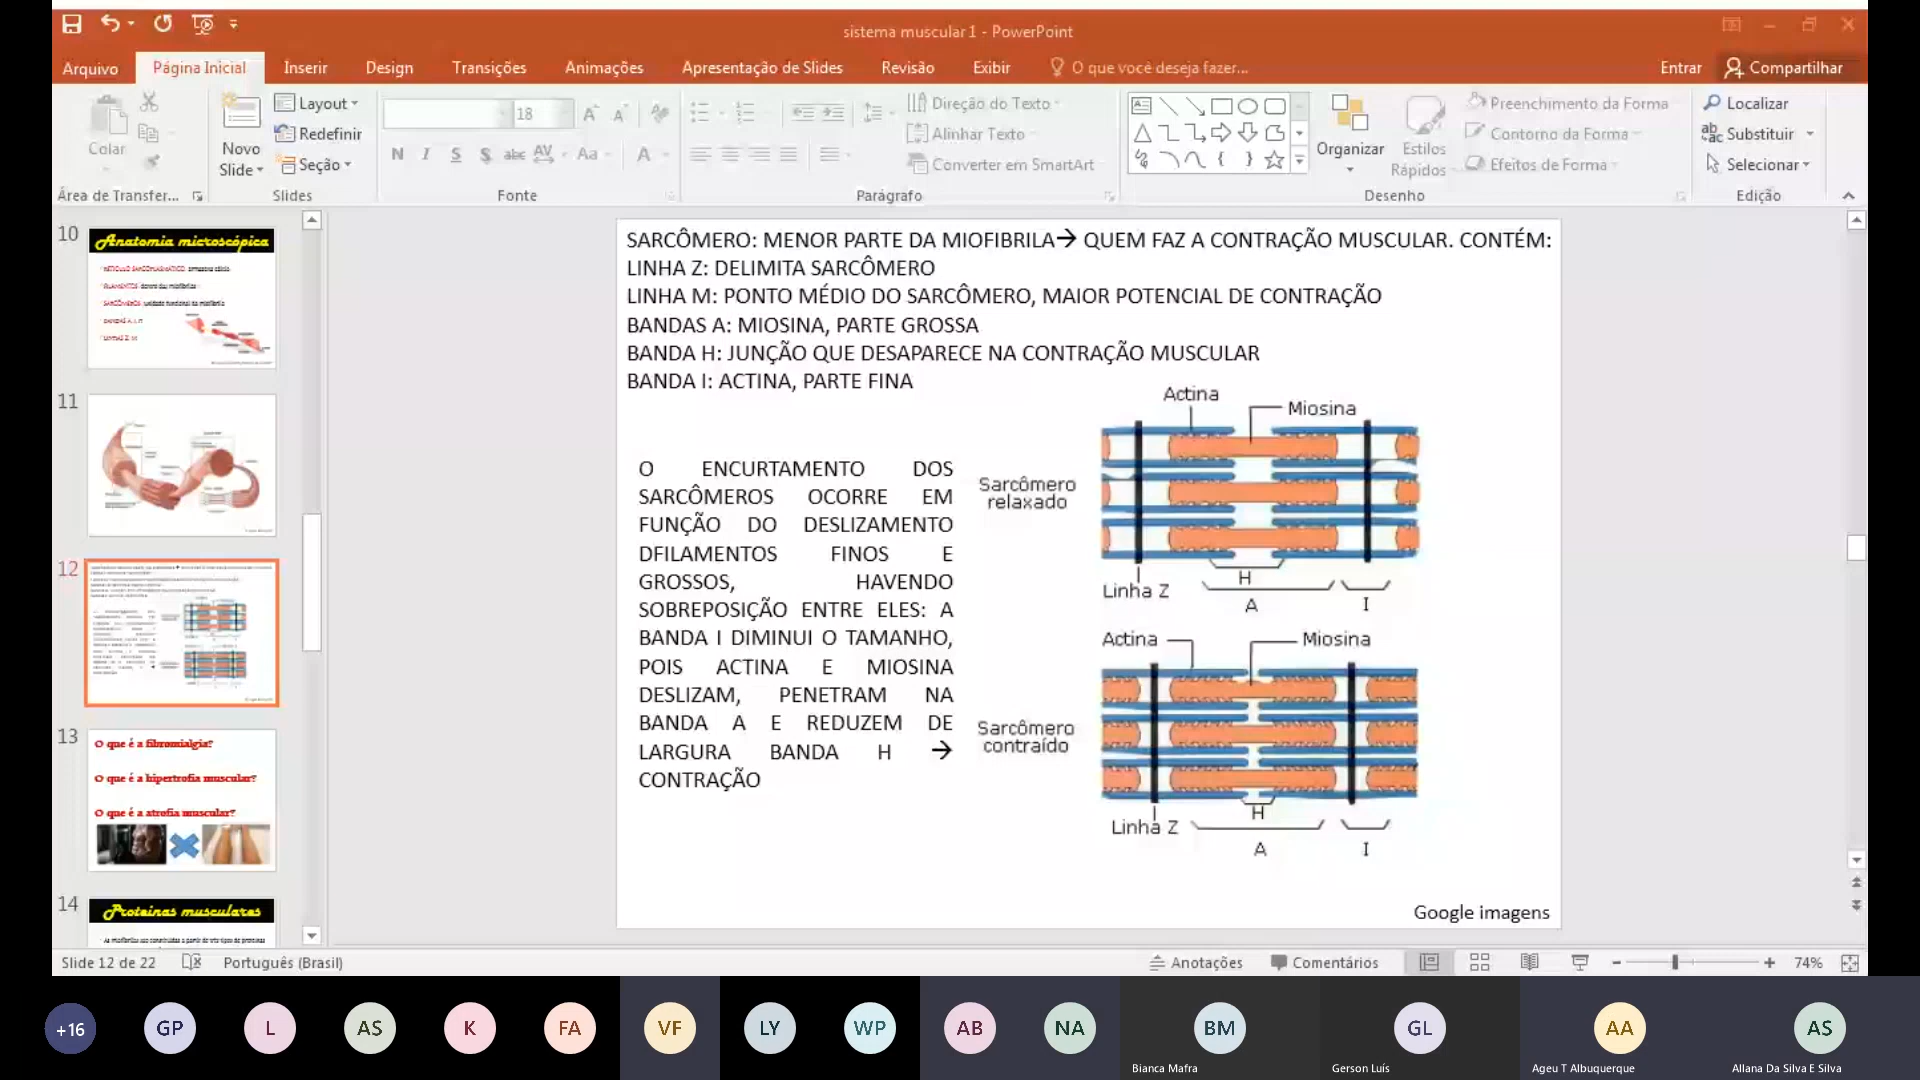 sistema muscular 1 - PowerPoint
Arquivo Página Inicial Inserir Design Transições Animações Apresentação de Slides Revisão Exibir O que você deseja fazer... Entrar Compartilhar
Colar
Novo Slide
Layout
Redefinir
Seção
18
N I S S abc AV Aa A
Direção do Texto
Alinhar Texto
Converter em SmartArt
Organizar
Estilos Rápidos
Preenchimento da Forma
Contorno da Forma
Efeitos de Forma
Localizar
Substituir
Selecionar
Área de Transfer... Slides Fonte Parágrafo Desenho Edição
10
Anatomia microscópica
11
12
13
O que é a fibromialgia?
O que é a hipertrofia muscular?
O que é a atrofia muscular?
14
Proteinas musculares
SARCÔMERO: MENOR PARTE DA MIOFIBRILA→ QUEM FAZ A CONTRAÇÃO MUSCULAR. CONTÉM:
LINHA Z: DELIMITA SARCÔMERO
LINHA M: PONTO MÉDIO DO SARCÔMERO, MAIOR POTENCIAL DE CONTRAÇÃO
BANDAS A: MIOSINA, PARTE GROSSA
BANDA H: JUNÇÃO QUE DESAPARECE NA CONTRAÇÃO MUSCULAR
BANDA I: ACTINA, PARTE FINA
O ENCURTAMENTO DOS
SARCÔMEROS OCORRE EM
FUNÇÃO DO DESLIZAMENTO
DFILAMENTOS FINOS E
GROSSOS, HAVENDO
SOBREPOSIÇÃO ENTRE ELES: A
BANDA I DIMINUI O TAMANHO,
POIS ACTINA E MIOSINA
DESLIZAM, PENETRAM NA
BANDA A E REDUZEM DE
LARGURA BANDA H →
CONTRAÇÃO
Actina
Miosina
Sarcômero
relaxado
Linha Z
H
A
I
Actina
Miosina
Sarcômero
contraído
Linha Z
H
A
I
Google imagens
Slide 12 de 22 Português (Brasil) Anotações Comentários 74%
+16 GP L AS K FA VF LY WP AB NA BM GL AA AS
Bianca Mafra Gerson Luís Ageu T Albuquerque Allana Da Silva E Silva